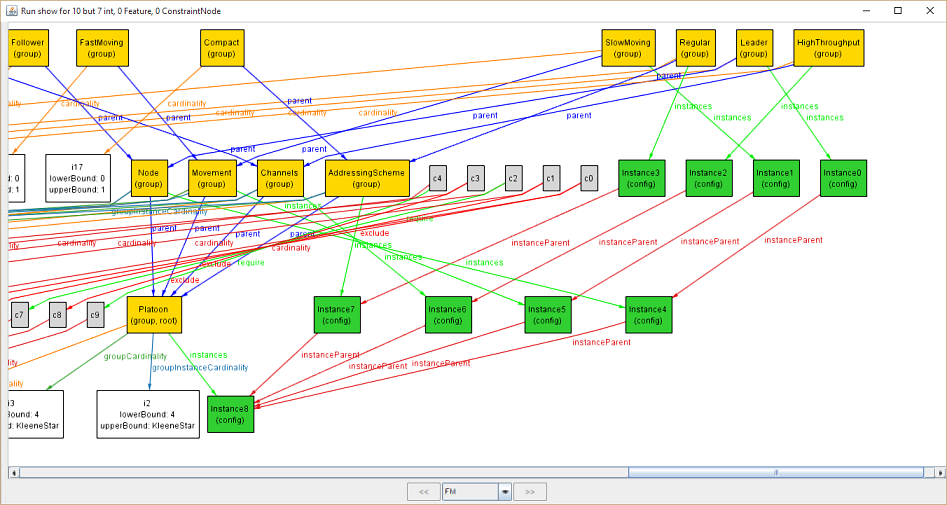 Run show for 10 but 7 int, 0 Feature, 0 ConstraintNode
Follower
(group)
FastMoving
(group)
Compact
(group)
SlowMoving
(group)
Regular
(group)
Leader
(group)
HighThroughput
(group)
parent
cardinality
cardinality
parent
cardinality
cardinality
cardinality
instances
instances
instances
parent
parent
parent
parent
parent
parent
: 0
: 1
i17
lowerBound: 0
upperBound: 1
Node
(group)
Movement
(group)
Channels
(group)
AddressingScheme
(group)
c4
c3
c2
c1
c0
Instance3
(config)
Instance2
(config)
Instance1
(config)
Instance0
(config)
groupInstanceCardinality
instances
require
parent
parent
parent
exclude
cardinality
cardinality
cardinality
instances
instances
instances
instanceParent
instanceParent
instanceParent
instanceParent
exclude
require
exclude
c7
c8
c9
Platoon
(group, root)
Instance7
(config)
Instance6
(config)
Instance5
(config)
Instance4
(config)
groupCardinality
instances
groupInstanceCardinality
instanceParent
instanceParent
instanceParent
instanceParent
i3
Bound: 4
d: KleeneStar
i2
lowerBound: 4
upperBound: KleeneStar
Instance8
(config)
<<
FM
>>